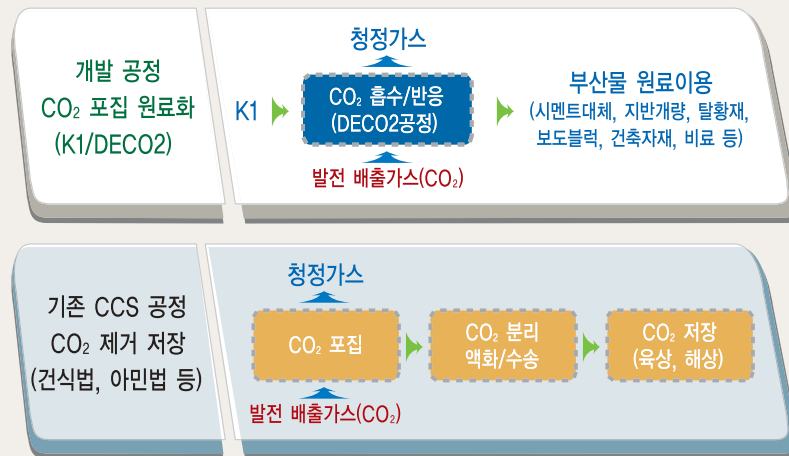 개발 공정
CO₂ 포집 원료화
(K1/DECO2)
K1
청정가스
CO₂ 흡수/반응
(DECO2공정)
발전 배출가스(CO₂)
부산물 원료이용
(시멘트대체, 지반개량, 탈황재,
보도블럭, 건축자재, 비료 등)
기존 CCS 공정
CO₂ 제거 저장
(건식법, 아민법 등)
청정가스
CO₂ 포집
발전 배출가스(CO₂)
CO₂ 분리
액화/수송
CO₂ 저장
(육상, 해상)